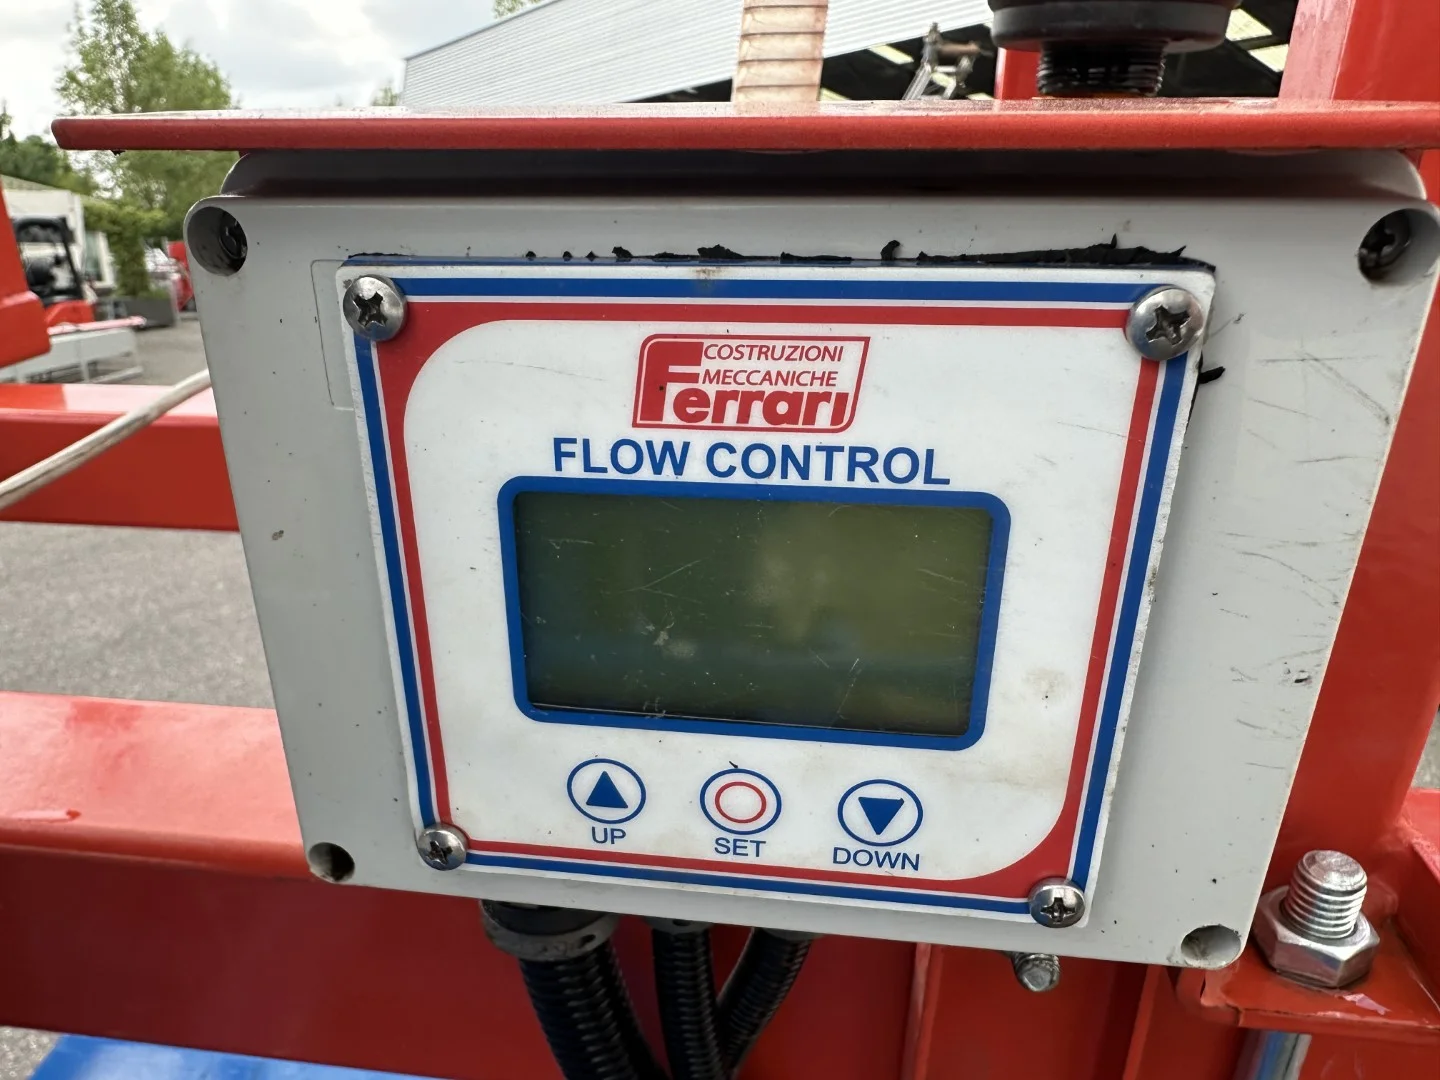 COSTRUZIONI
MECCANICHE
Ferrari
FLOW CONTROL
UP
SET
DOWN